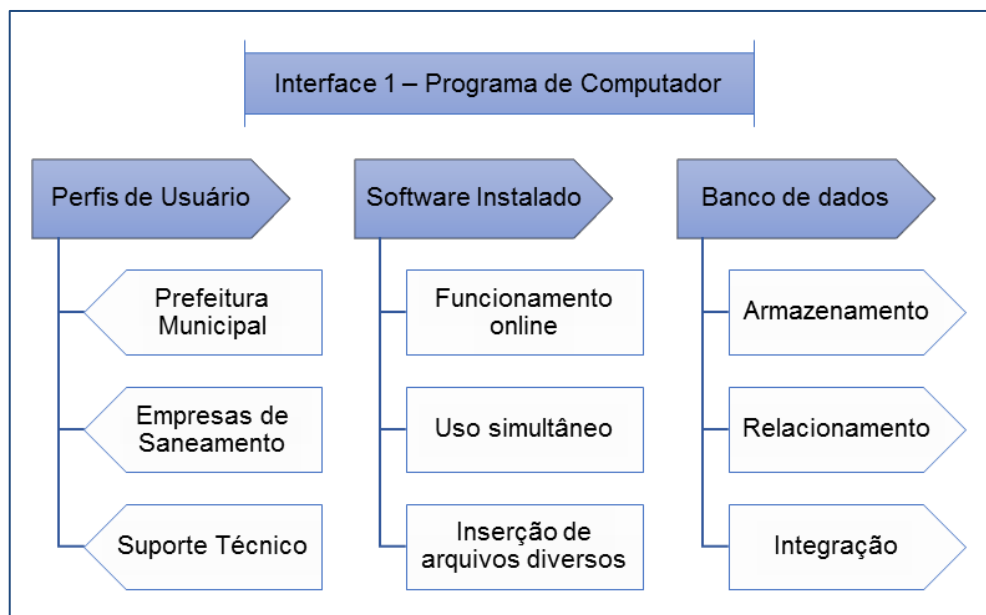 Interface 1 – Programa de Computador
Perfis de Usuário
Prefeitura
Municipal
Empresas de
Saneamento
Suporte Técnico
Software Instalado
Funcionamento
online
Uso simultâneo
Inserção de
arquivos diversos
Banco de dados
Armazenamento
Relacionamento
Integração